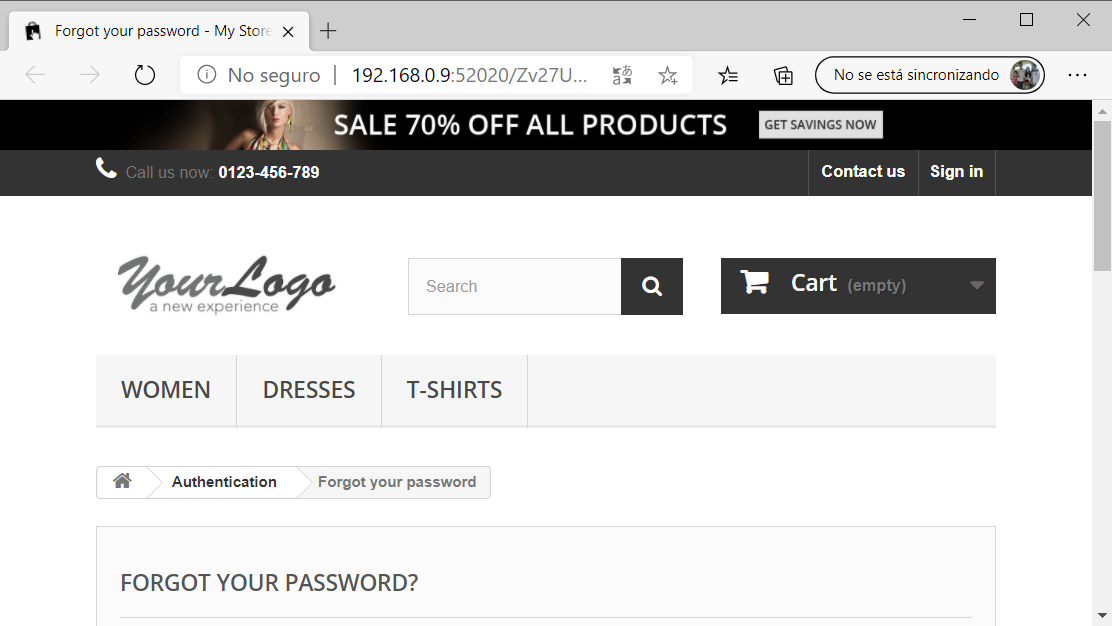 Forgot your password - My Store
No seguro | 192.168.0.9:52020/Zv27U... No se está sincronizando
SALE 70% OFF ALL PRODUCTS GET SAVINGS NOW
Call us now: 0123-456-789 Contact us Sign in
YourLogo
a new experience
Search Cart (empty)
WOMEN DRESSES T-SHIRTS
Authentication Forgot your password
FORGOT YOUR PASSWORD?